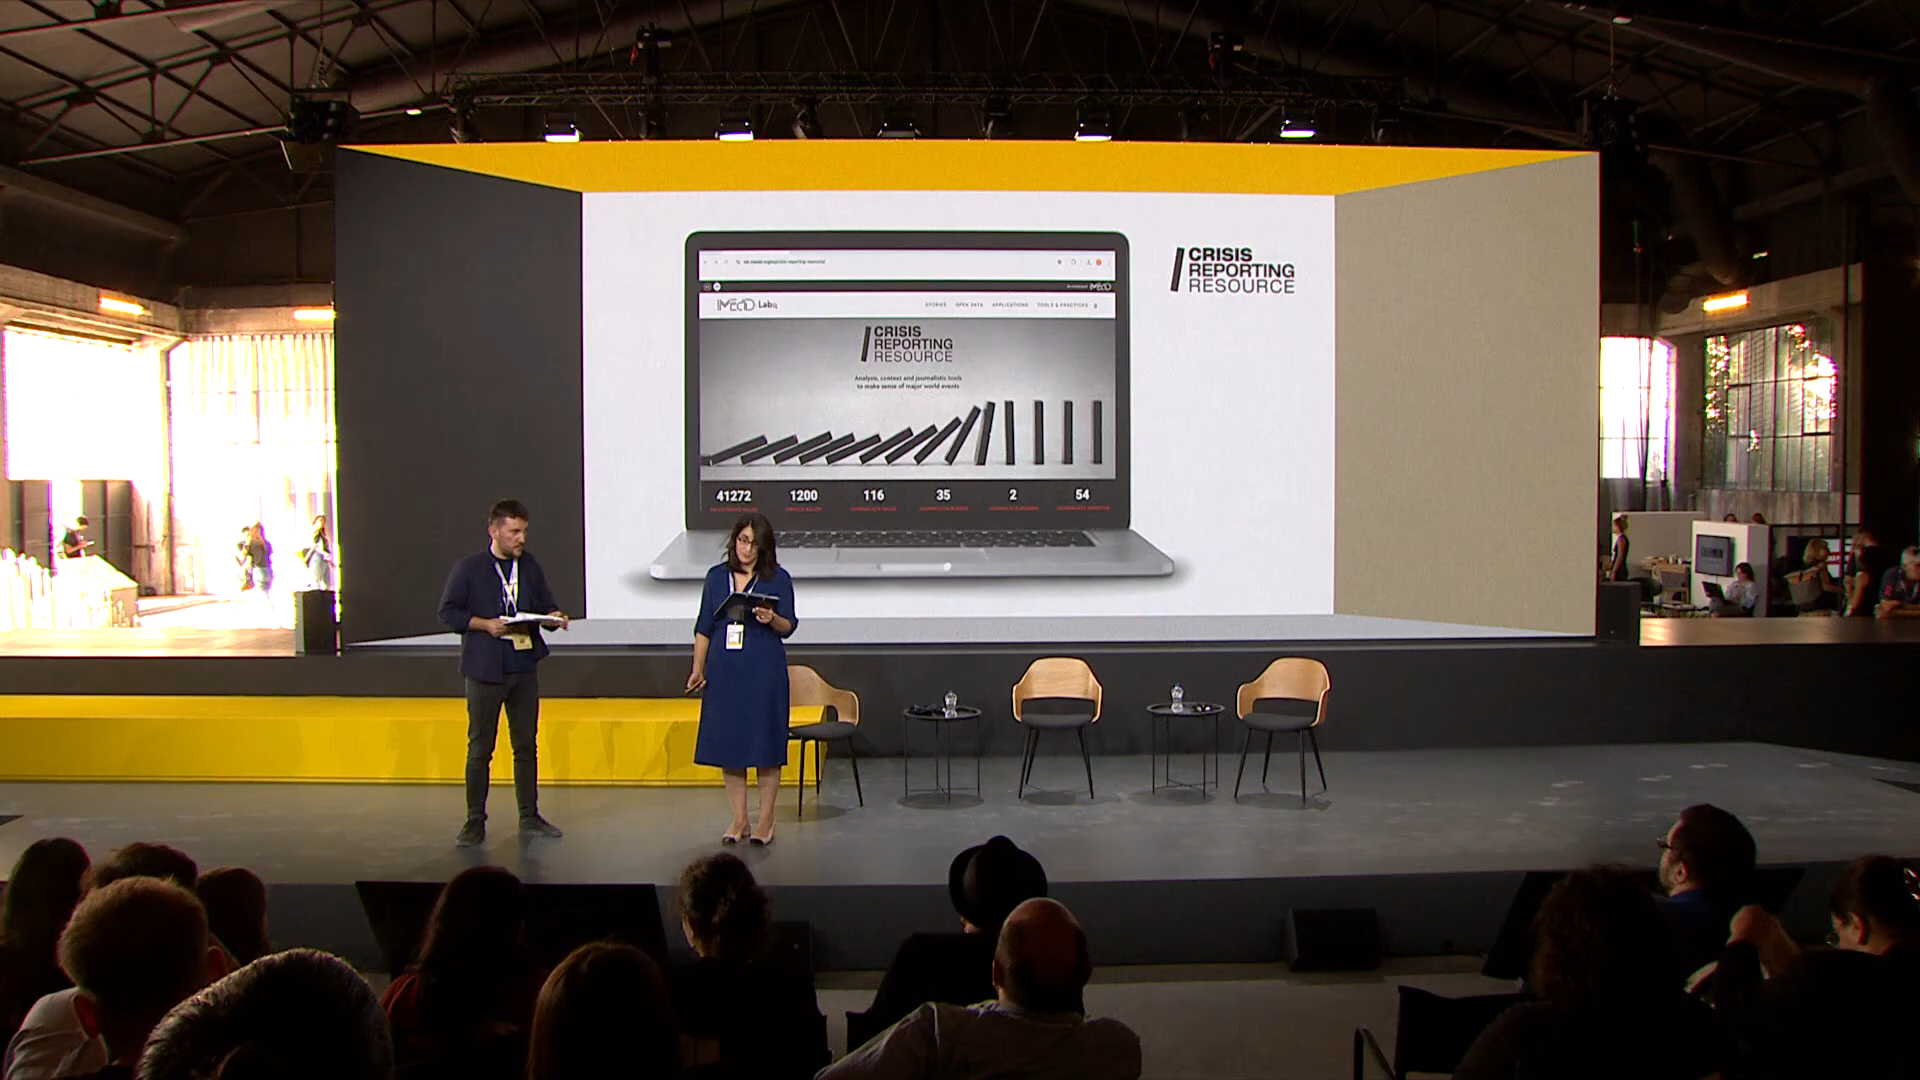 CRISIS
REPORTING
RESOURCE
iMEdD Lab
STORIES OPEN DATA APPLICATIONS TOOLS & PRACTICES
CRISIS
REPORTING
RESOURCE
Analysis, context and journalistic tools
to make sense of major world events
41272 1200 116 35 2 54